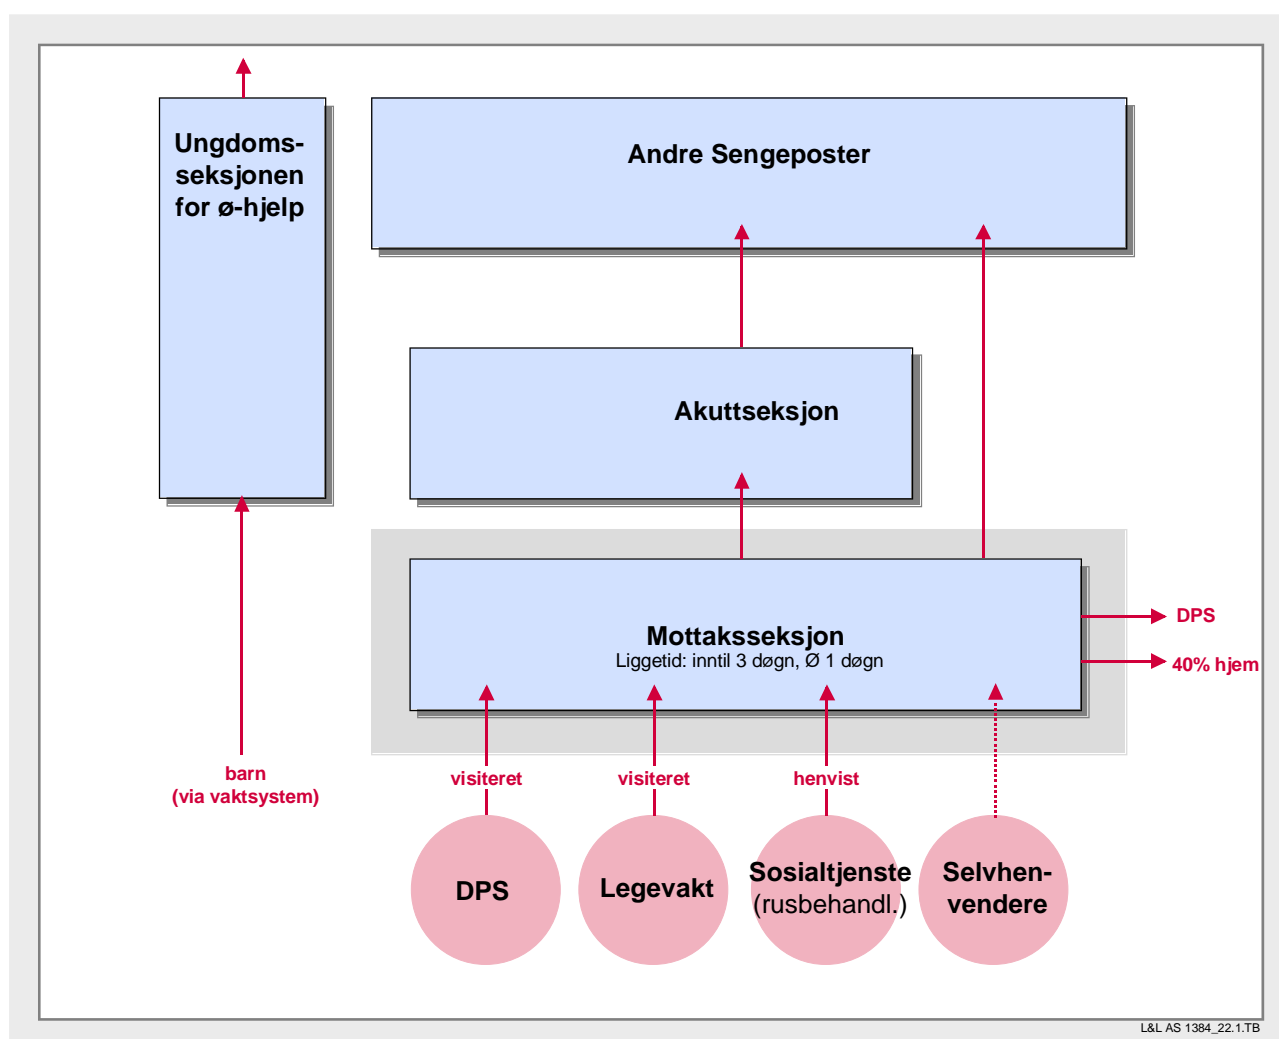 Ungdoms-
seksjonen
for ø-hjelp
Andre Sengeposter
Akuttseksjon
Mottaksseksjon
Liggetid: inntil 3 døgn, Ø 1 døgn
DPS
40% hjem
barn
(via vaktsystem)
visiteret
visiteret
henvist
DPS
Legevakt
Sosialtjenste
(rusbehandl.)
Selvhen-
vendere
L&L AS 1384_22.1.TB